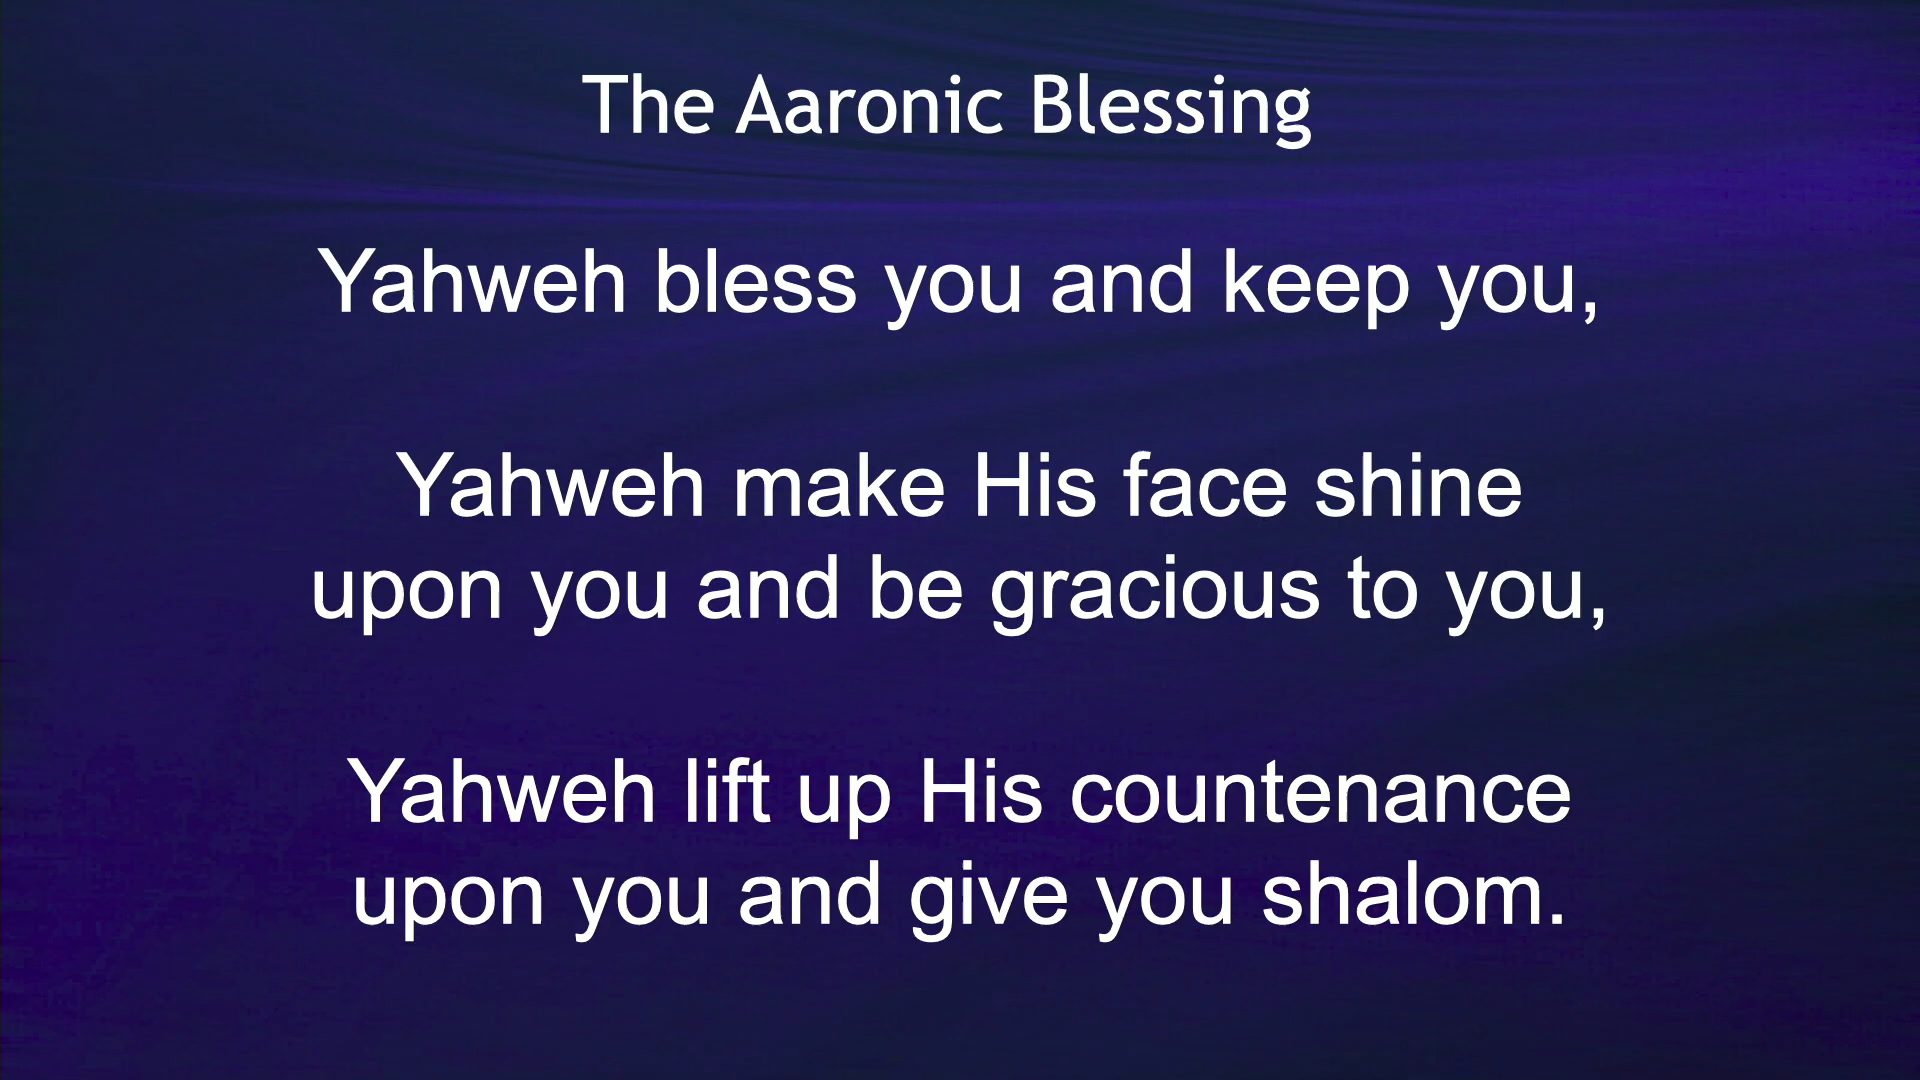 The Aaronic Blessing
Yahweh bless you and keep you,
Yahweh make His face shine
upon you and be gracious to you,
Yahweh lift up His countenance
upon you and give you shalom.